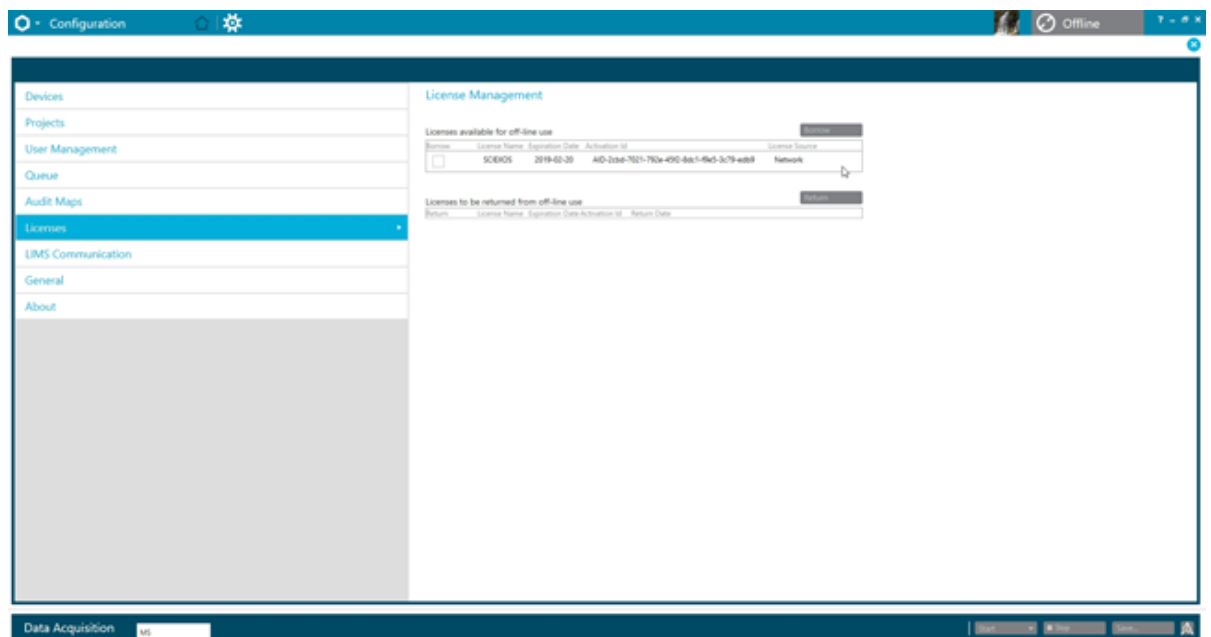 Configuration
Offline
?
Devices
Projects
User Management
Queue
Audit Maps
Licenses
LIMS Communication
General
About
License Management
Licenses available for off-line use
Borrow
Borrow License Name Expiration Date Activation Id License Source
SCIEXOS 2019-02-20 Network
Licenses to be returned from off-line use
Return
Return License Name Expiration Date Activation Id Return Date
Data Acquisition
MS
Start
Stop
Save...